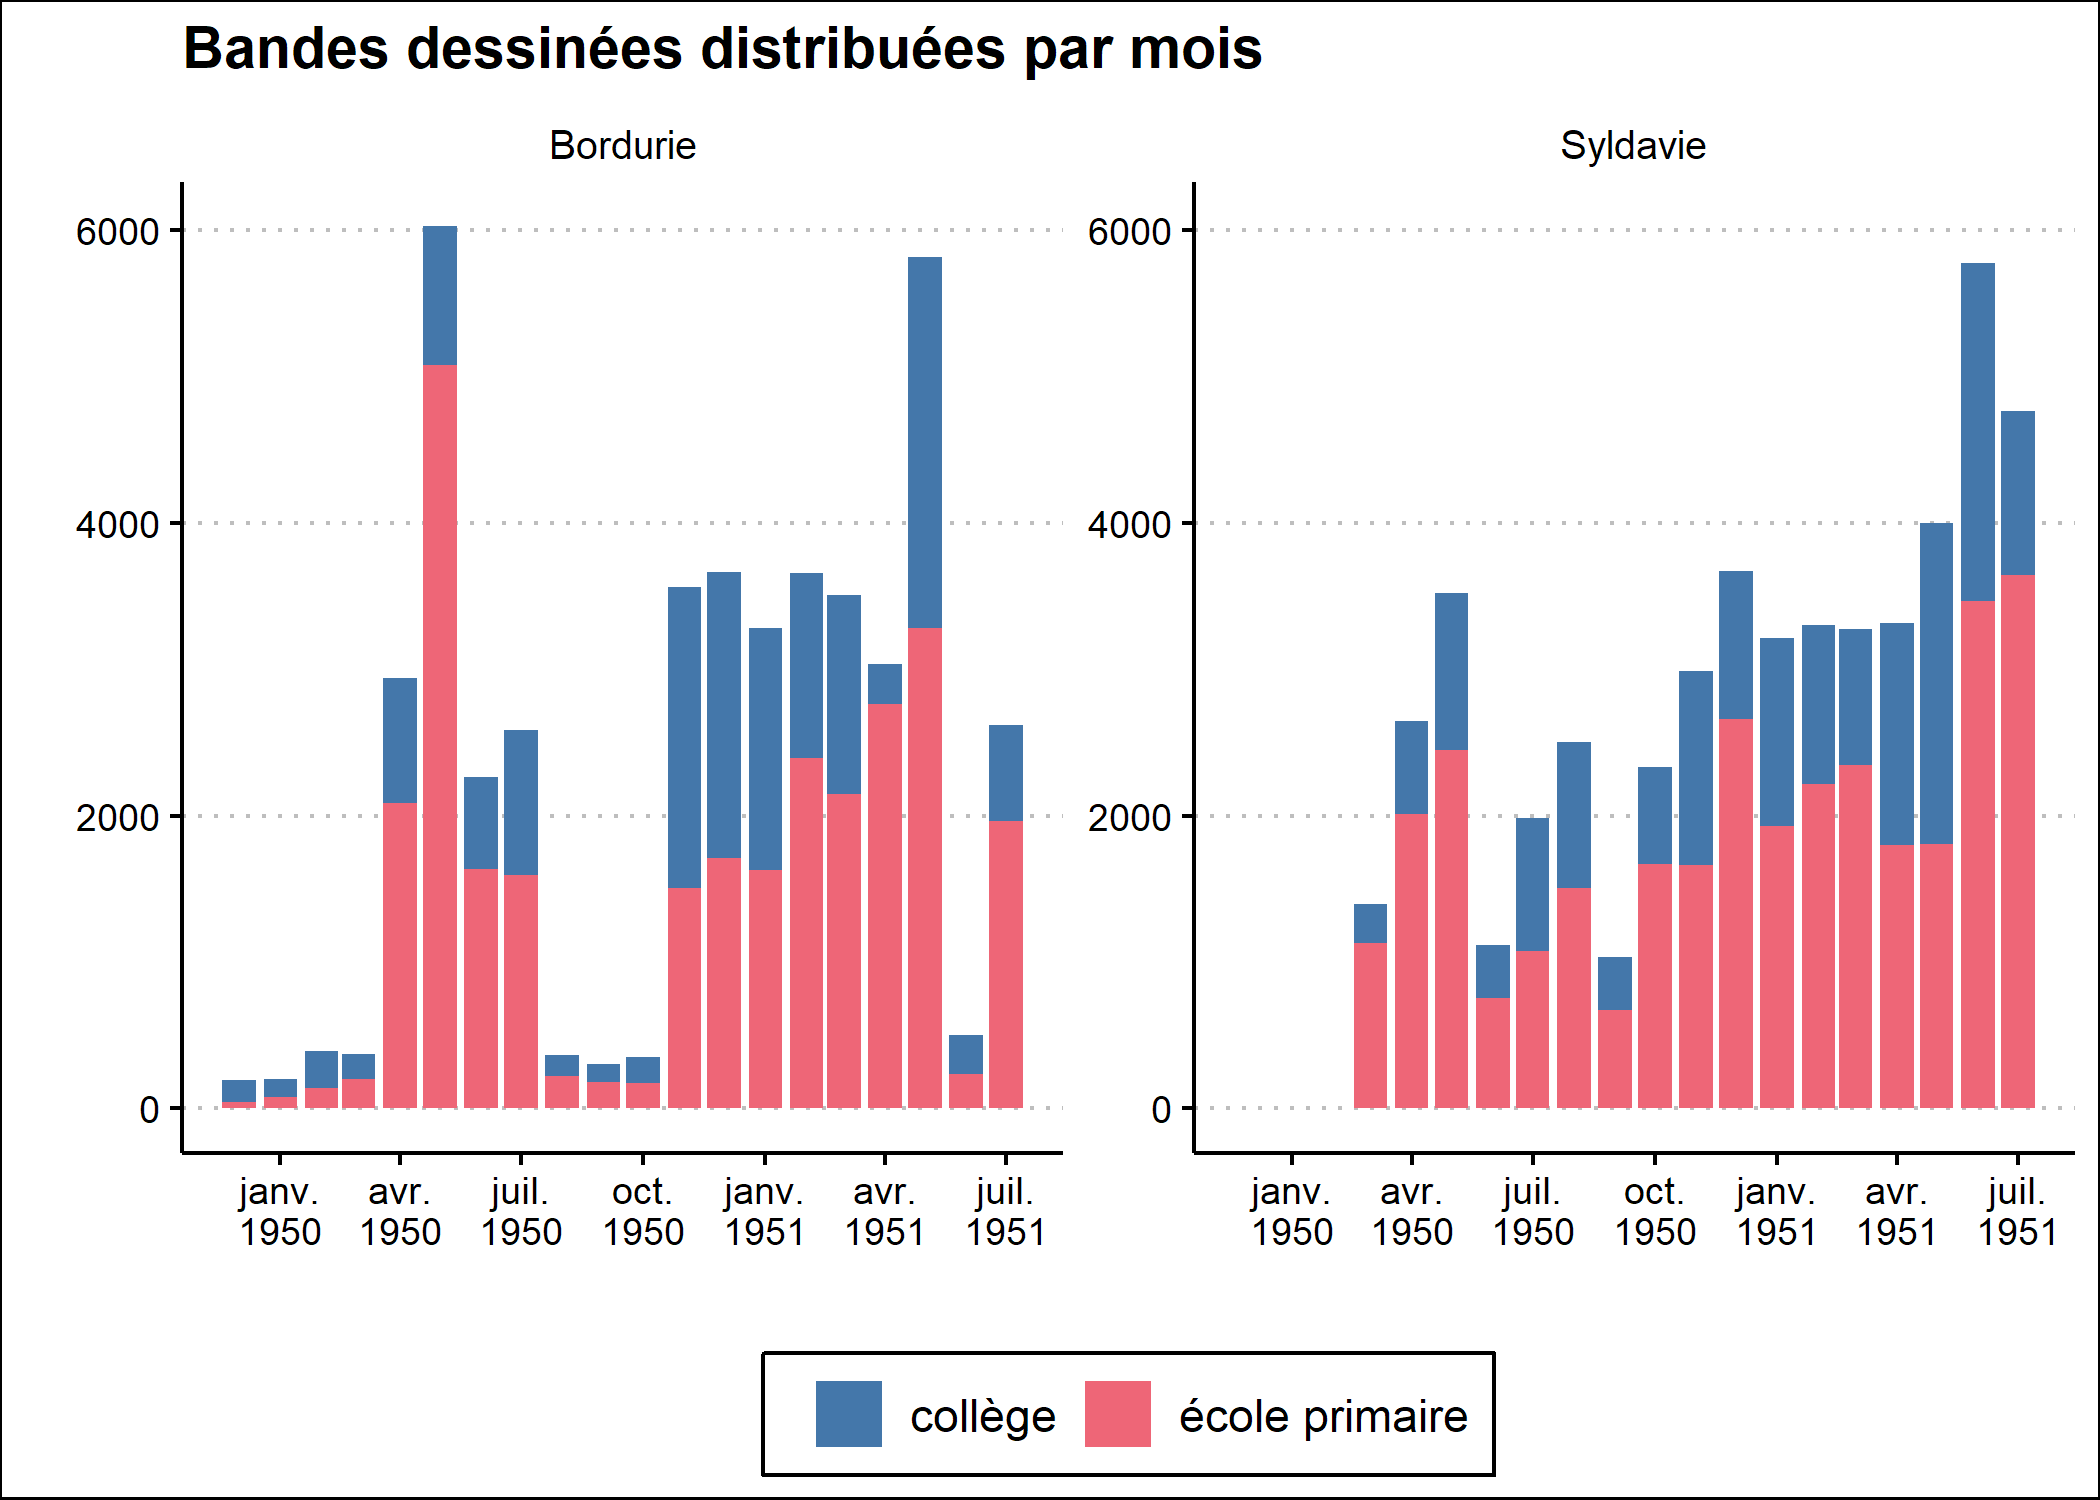 Bandes dessinées distribuées par mois
Bordurie
Syldavie
6000
4000
2000
0
janv. avr. juil. oct. janv. avr. juil.
1950 1950 1950 1950 1951 1951 1951
6000
4000
2000
0
janv. avr. juil. oct. janv. avr. juil.
1950 1950 1950 1950 1951 1951 1951
collège école primaire